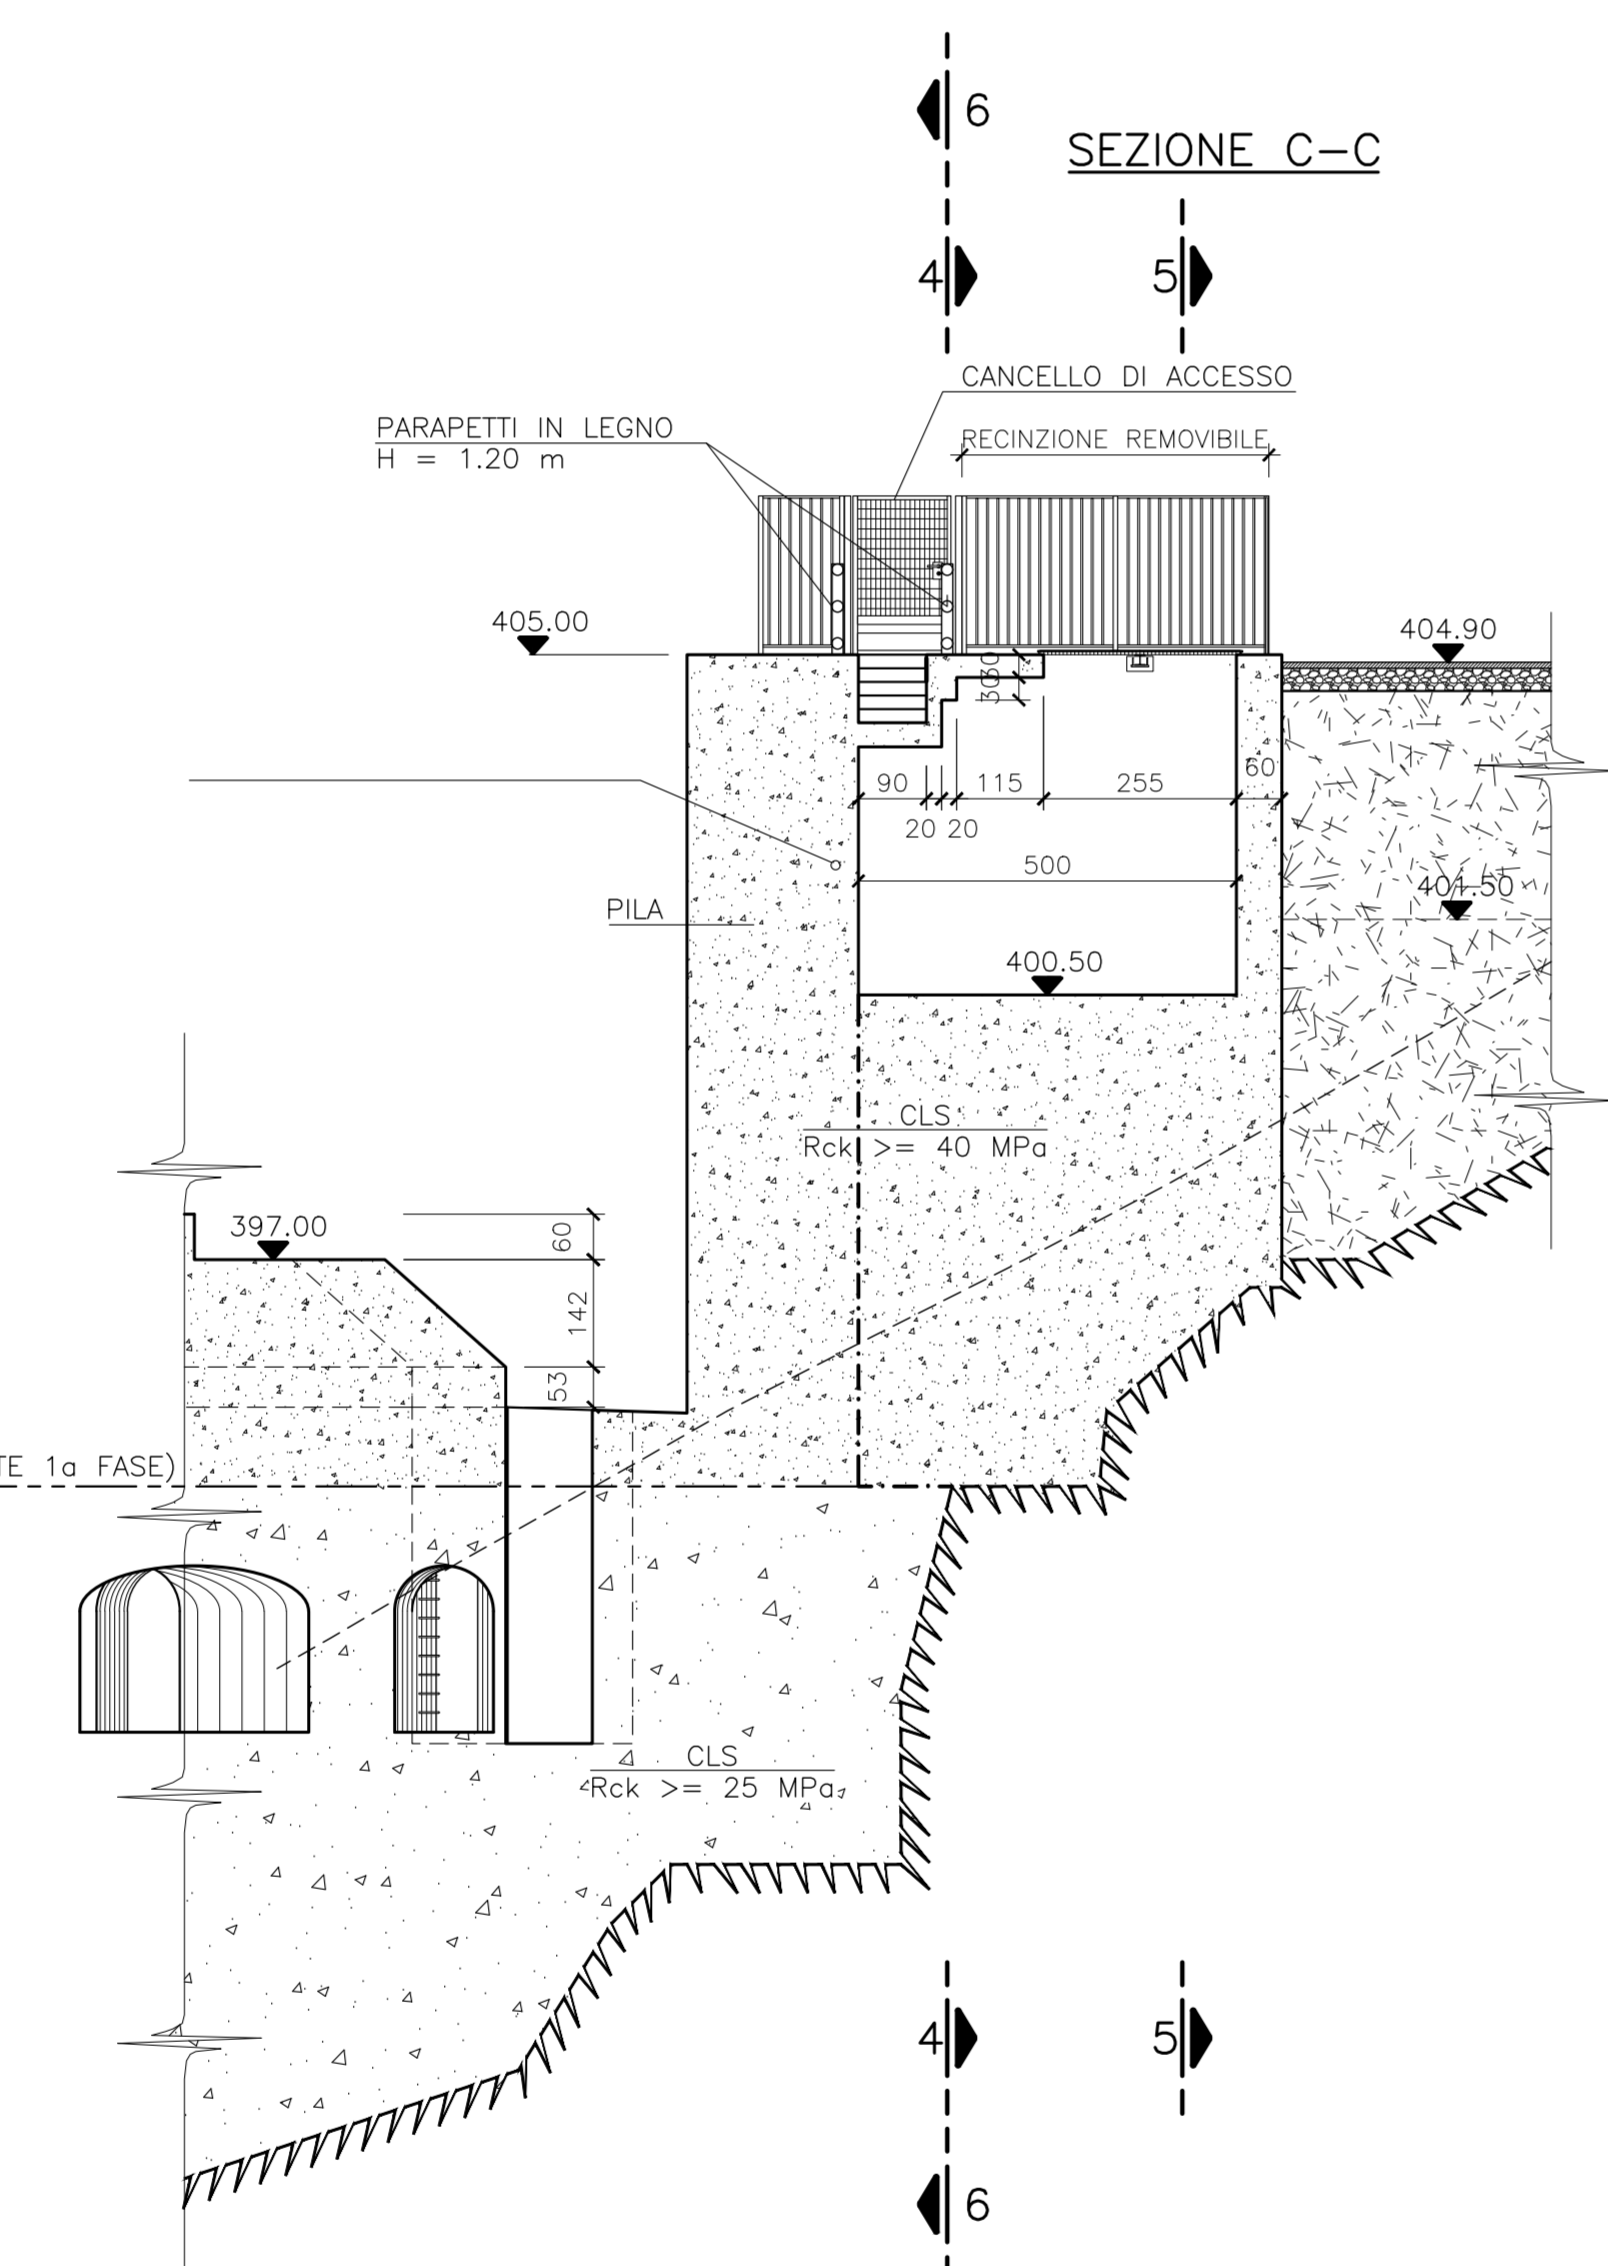 6
SEZIONE C-C
4
5
CANCELLO DI ACCESSO
PARAPETTI IN LEGNO
H = 1.20 m
RECINZIONE REMOVIBILE
405.00
404.90
30
30
90
115
255
60
20
20
500
401.50
PILA
400.50
CLS
Rck >= 40 MPa
397.00
60
142
53
TE 1a FASE)
CLS
Rck >= 25 MPa
4
5
6